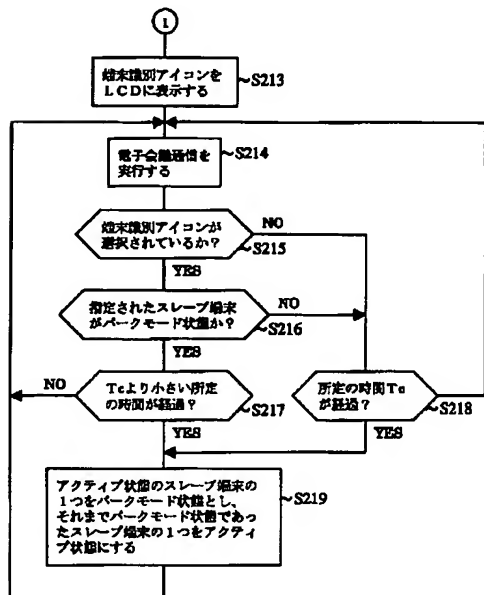 1
端末識別アイコンを
LCDに表示する
S213
電子会議通信を
実行する
S214
端末識別アイコンが
選択されているか?
NO
S215
YES
指定されたスレーブ端末
がパークモード状態か?
NO
S216
YES
NO
Tcより小さい所定
の時間が経過?
S217
所定の時間Tc
が経過?
S218
YES
YES
アクティブ状態のスレーブ端末の
1つをパークモード状態とし、
それまでパークモード状態であっ
たスレーブ端末の1つをアクティ
ブ状態にする
S219